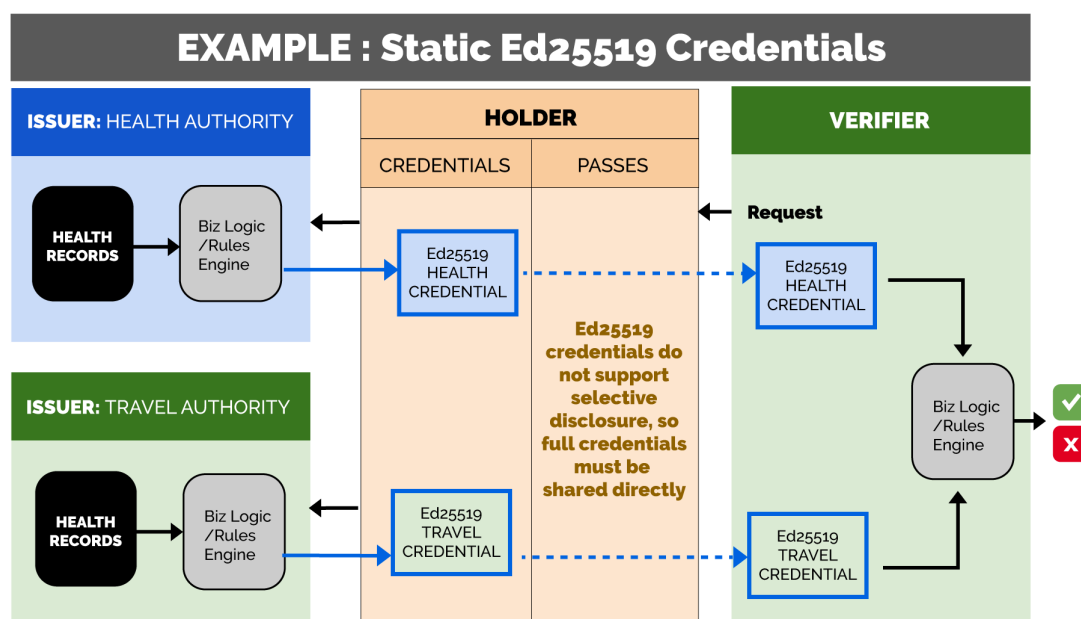 EXAMPLE : Static Ed25519 Credentials
ISSUER: HEALTH AUTHORITY
HEALTH
RECORDS
Biz Logic
/Rules
Engine
HOLDER
CREDENTIALS
PASSES
Ed25519
HEALTH
CREDENTIAL
Ed25519
credentials do
not support
selective
disclosure, so
full credentials
must be
shared directly
VERIFIER
Request
Ed25519
HEALTH
CREDENTIAL
Biz Logic
/Rules
Engine
X
ISSUER: TRAVEL AUTHORITY
HEALTH
RECORDS
Biz Logic
/Rules
Engine
Ed25519
TRAVEL
CREDENTIAL
Ed25519
TRAVEL
CREDENTIAL